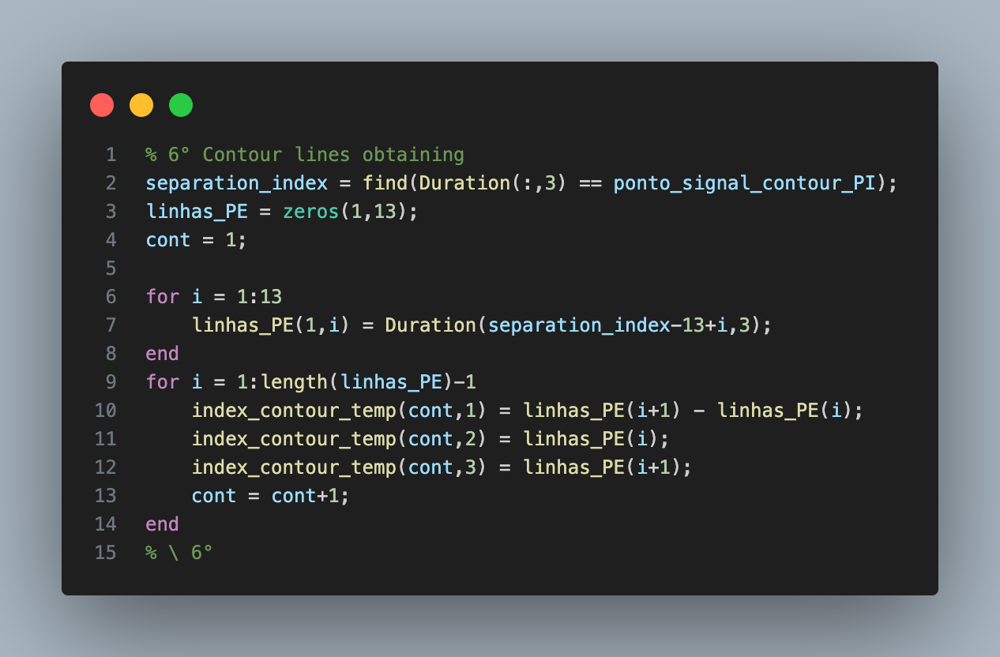 1 % 6° Contour lines obtaining
2 separation_index = find(Duration(:,3) == ponto_signal_contour_PI);
3 linhas_PE = zeros(1,13);
4 cont = 1;
5
6 for i = 1:13
7     linhas_PE(1,i) = Duration(separation_index-13+i,3);
8 end
9 for i = 1:length(linhas_PE)-1
10     index_contour_temp(cont,1) = linhas_PE(i+1) - linhas_PE(i);
11     index_contour_temp(cont,2) = linhas_PE(i);
12     index_contour_temp(cont,3) = linhas_PE(i+1);
13     cont = cont+1;
14 end
15 % \ 6°